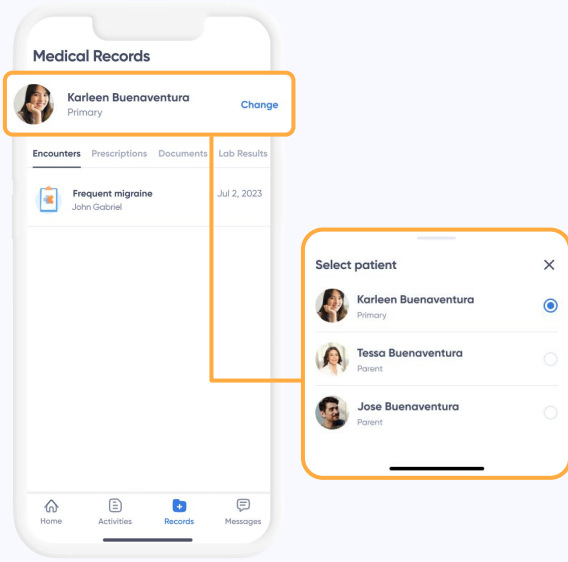 Medical Records
Karleen Buenaventura
Primary
Change
Encounters Prescriptions Documents Lab Results
Frequent migraine Jul 2, 2023
John Gabriel
Home Activities Records Messages
Select patient
Karleen Buenaventura
Primary
Tessa Buenaventura
Parent
Jose Buenaventura
Parent